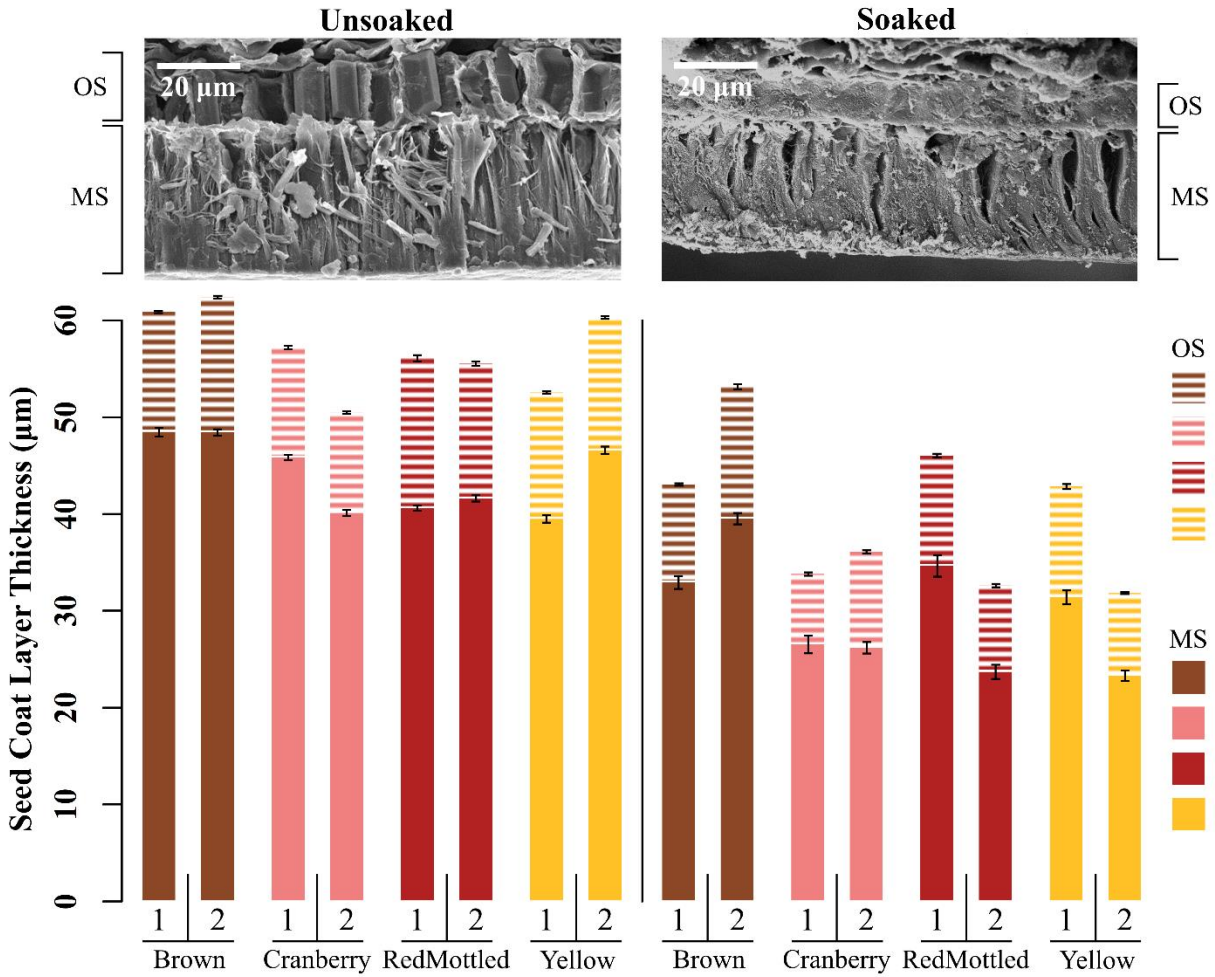 Unsoaked
Soaked
OS
20 µm
20 µm
OS
MS
MS
Seed Coat Layer Thickness (µm)
60
50
40
30
20
10
0
OS
MS
1 2 1 2 1 2 1 2 1 2 1 2 1 2 1 2
Brown Cranberry RedMottled Yellow Brown Cranberry RedMottled Yellow